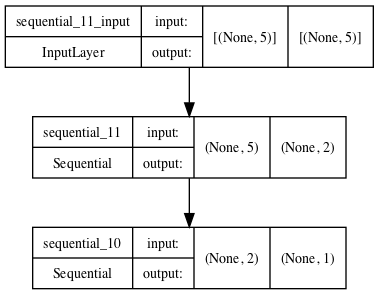 sequential_11_input input: [(None, 5)] [(None, 5)]
InputLayer output:
sequential_11 input: (None, 5) (None, 2)
Sequential output:
sequential_10 input: (None, 2) (None, 1)
Sequential output: